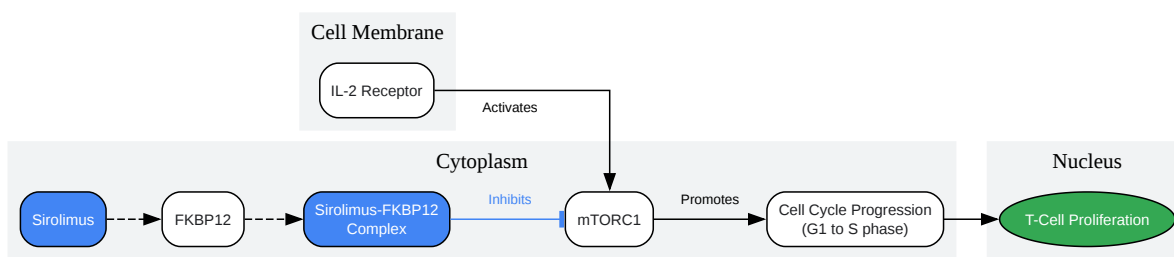 Cell Membrane
IL-2 Receptor
Activates
Cytoplasm
Nucleus
Sirolimus
FKBP12
Sirolimus-FKBP12
Complex
Inhibits
mTORC1
Promotes
Cell Cycle Progression
(G1 to S phase)
T-Cell Proliferation